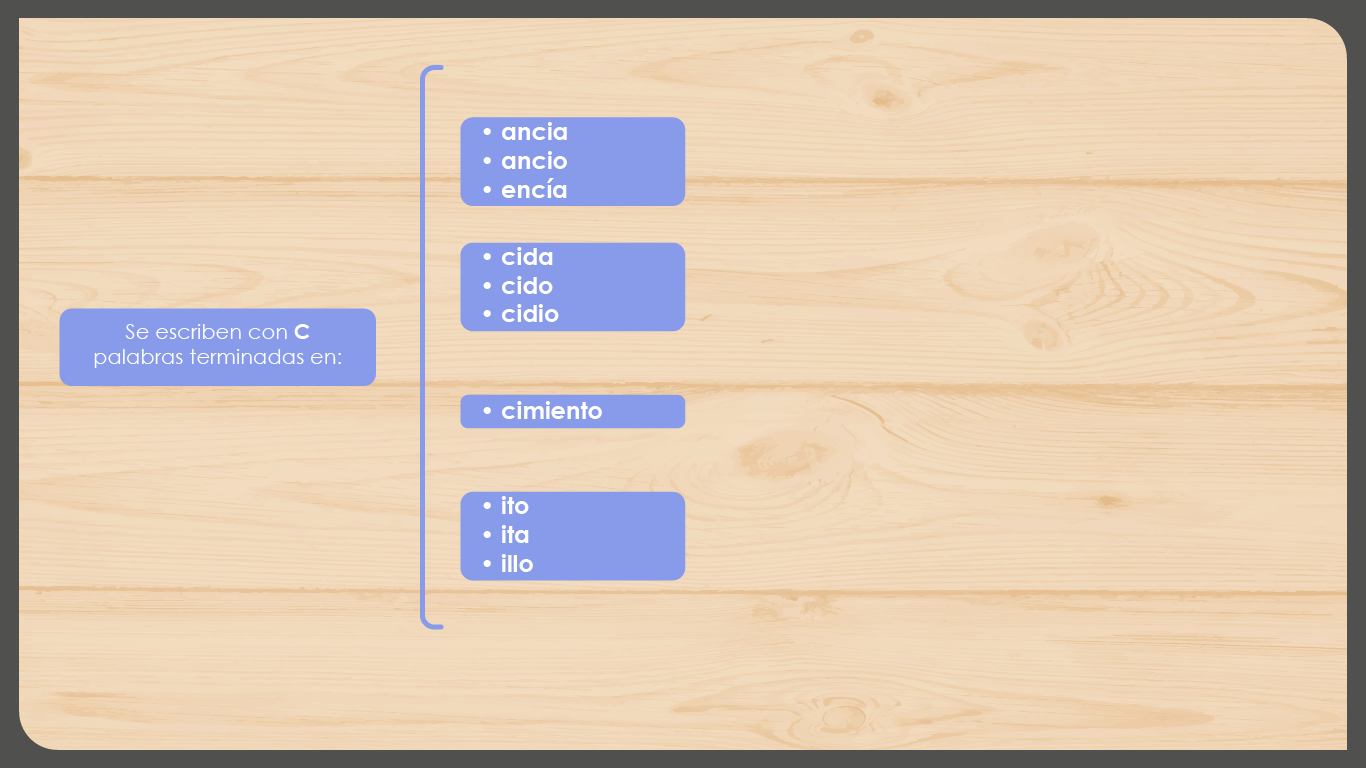 Se escriben con C
palabras terminadas en:
• ancia
• ancio
• encía
• cida
• cido
• cidio
• cimiento
• ito
• ita
• illo